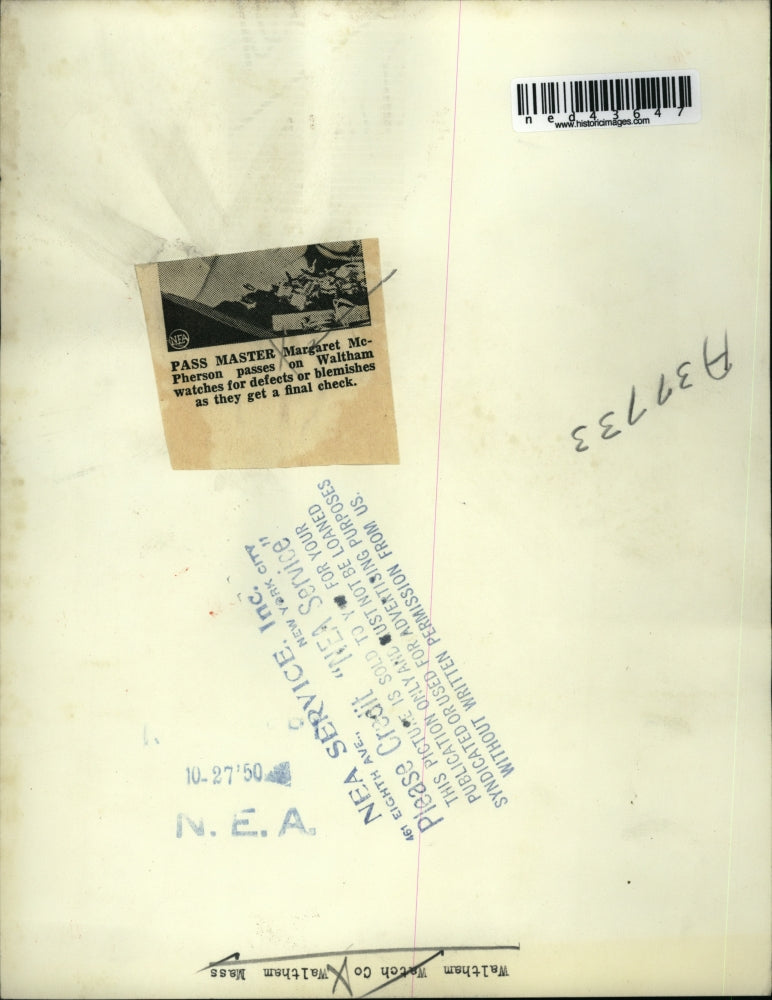 ned43647
www.historicimages.com
NEA
PASS MASTER Margaret Mc-
Pherson passes on Waltham
watches for defects or blemishes
as they get a final check.
A39733
NEA SERVICE, Inc.
461 EIGHTH AVE., NEW YORK CITY
Please Credit "NEA Service"
THIS PICTURE IS SOLD TO FOR YOUR
PUBLICATION ONLY AND MUST NOT BE LOANED
SYNDICATED OR USED FOR ADVERTISING PURPOSES
WITHOUT WRITTEN PERMISSION FROM US.
10-27'50
N. E. A.
Waltham Watch Co Waltham Mass